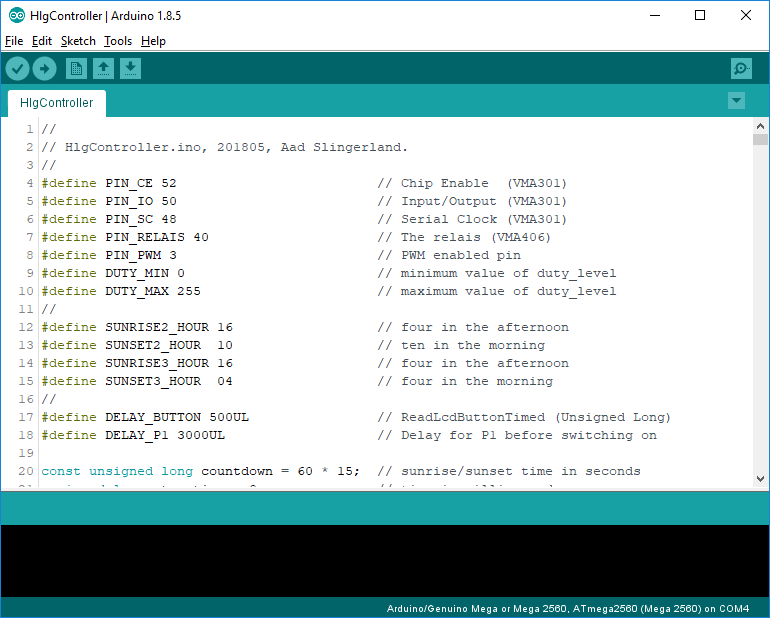 HlgController | Arduino 1.8.5
File Edit Sketch Tools Help
HlgController
1 //
2 // HlgController.ino, 201805, Aad Slingerland.
3 //
4 #define PIN_CE 52 // Chip Enable (VMA301)
5 #define PIN_IO 50 // Input/Output (VMA301)
6 #define PIN_SC 48 // Serial Clock (VMA301)
7 #define PIN_RELAIS 40 // The relais (VMA406)
8 #define PIN_PWM 3 // PWM enabled pin
9 #define DUTY_MIN 0 // minimum value of duty_level
10 #define DUTY_MAX 255 // maximum value of duty_level
11 //
12 #define SUNRISE2_HOUR 16 // four in the afternoon
13 #define SUNSET2_HOUR 10 // ten in the morning
14 #define SUNRISE3_HOUR 16 // four in the afternoon
15 #define SUNSET3_HOUR 04 // four in the morning
16 //
17 #define DELAY_BUTTON 500UL // ReadLcdButtonTimed (Unsigned Long)
18 #define DELAY_P1 3000UL // Delay for P1 before switching on
19
20 const unsigned long countdown = 60 * 15; // sunrise/sunset time in seconds
Arduino/Genuino Mega or Mega 2560, ATmega2560 (Mega 2560) on COM4